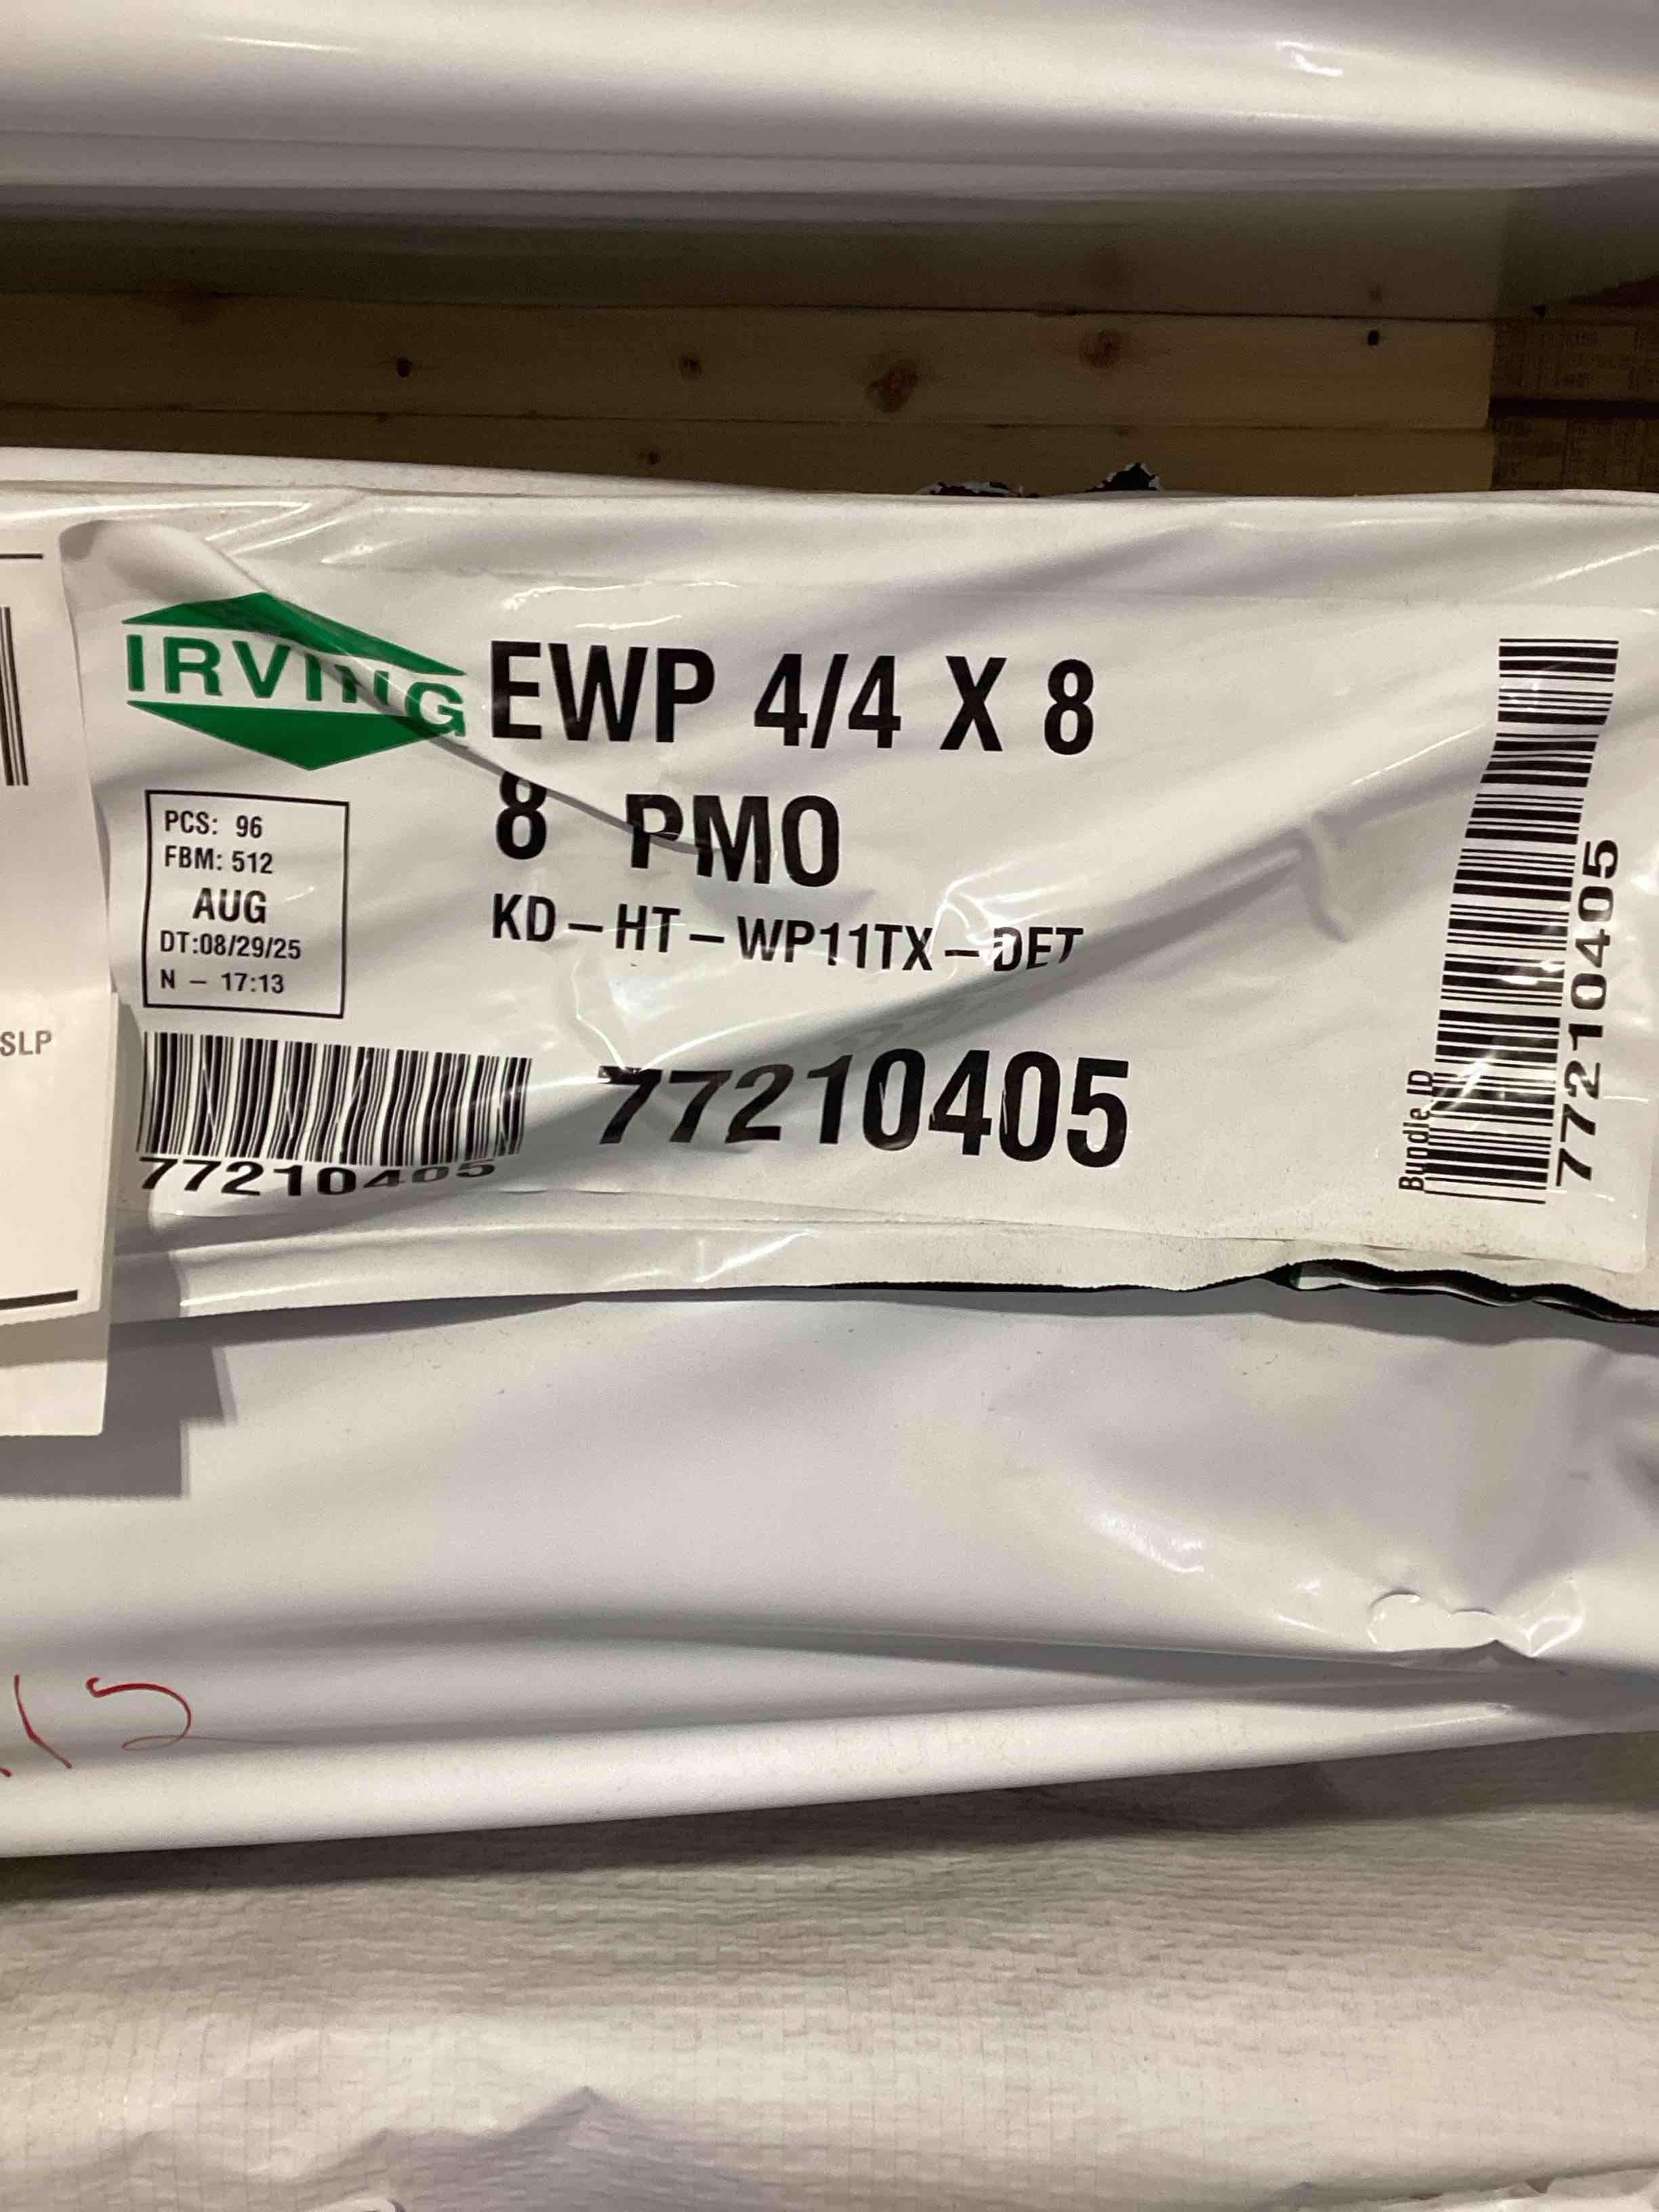 IRVING
EWP 4/4 X 8
8 PMO
KD-HT-WP11TX-DET
PCS: 96
FBM: 512
AUG
DT:08/29/25
N - 17:13
77210405
77210405
Bundle ID
77210405
SLP